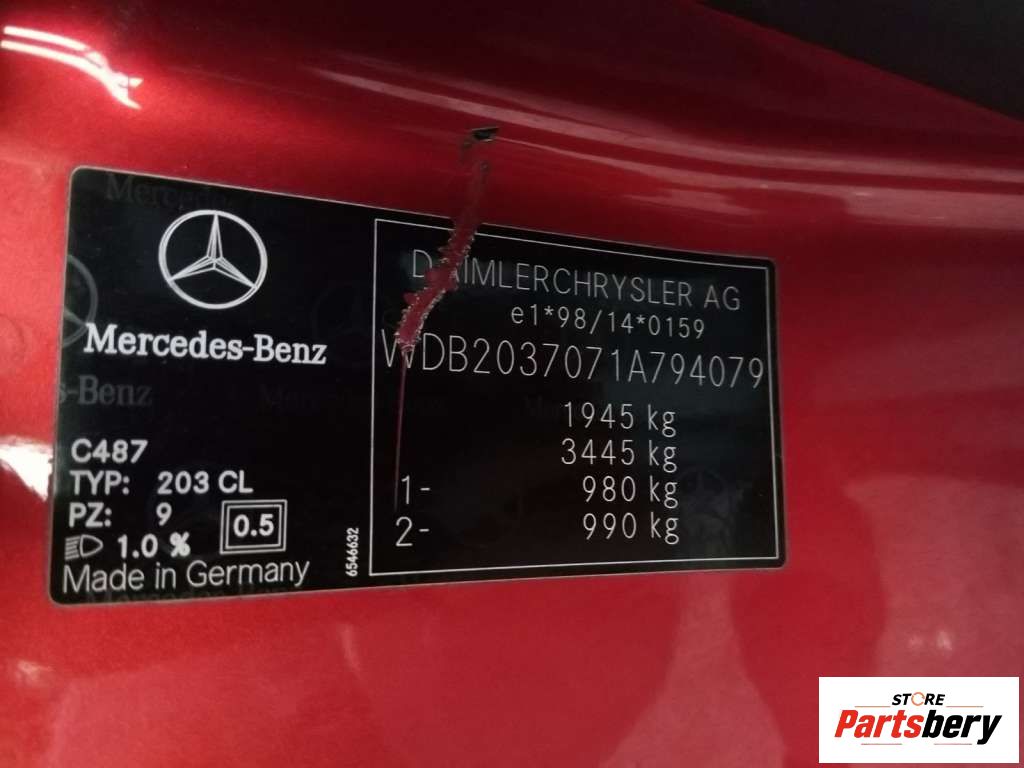 Mercedes-Benz
C487
TYP: 203 CL
PZ: 9
0.5
1.0 %
Made in Germany
6546632
DAIMLERCHRYSLER AG
e1*98/14*0159
WDB2037071A794079
1945 kg
3445 kg
1- 980 kg
2- 990 kg
STORE
Partsbery